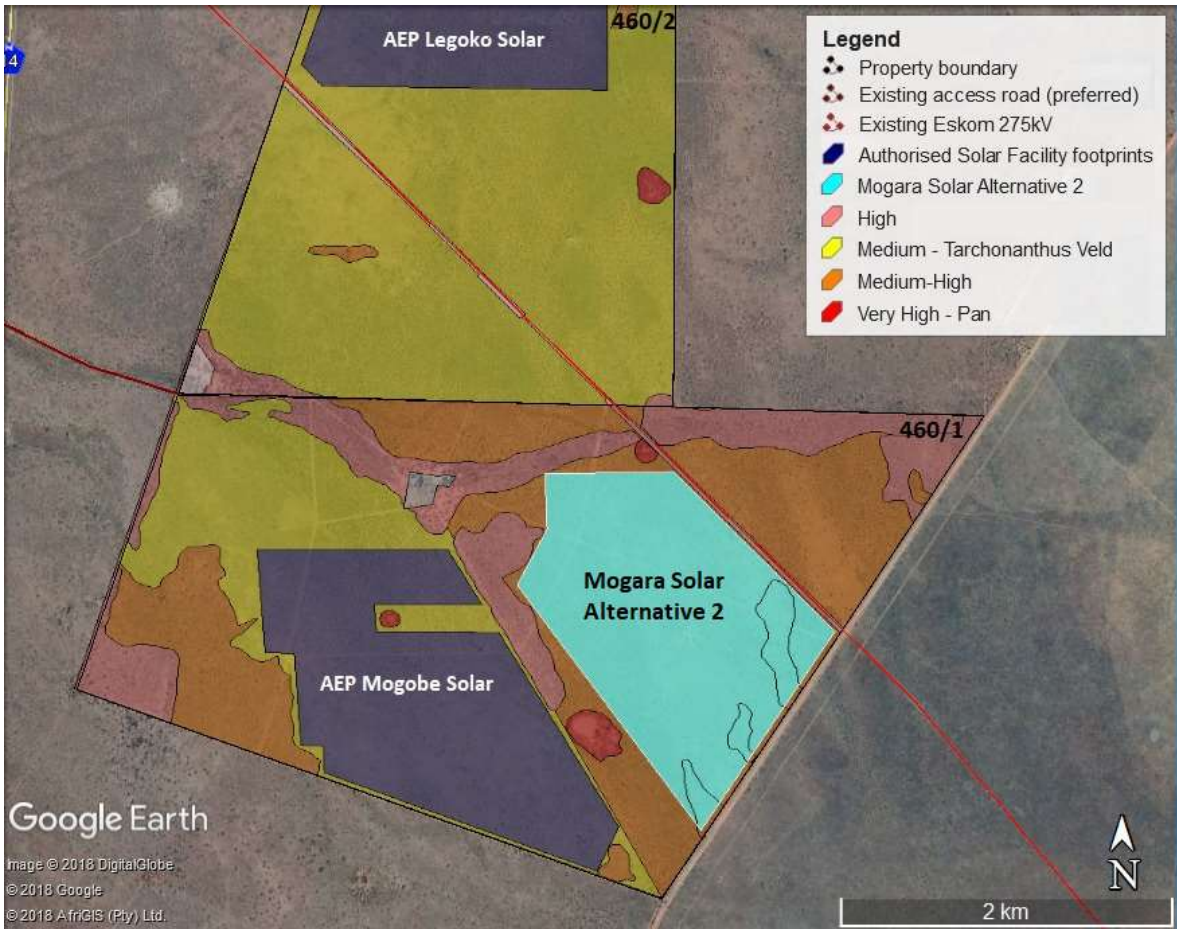 460/2
AEP Legoko Solar
14
Legend
Property boundary
Existing access road (preferred)
Existing Eskom 275kV
Authorised Solar Facility footprints
Mogara Solar Alternative 2
High
Medium - Tarchonanthus Veld
Medium-High
Very High - Pan
460/1
Mogara Solar
Alternative 2
AEP Mogobe Solar
Google Earth
Image © 2018 DigitalGlobe
© 2018 Google
© 2018 AfriGIS (Pty) Ltd.
N
2 km